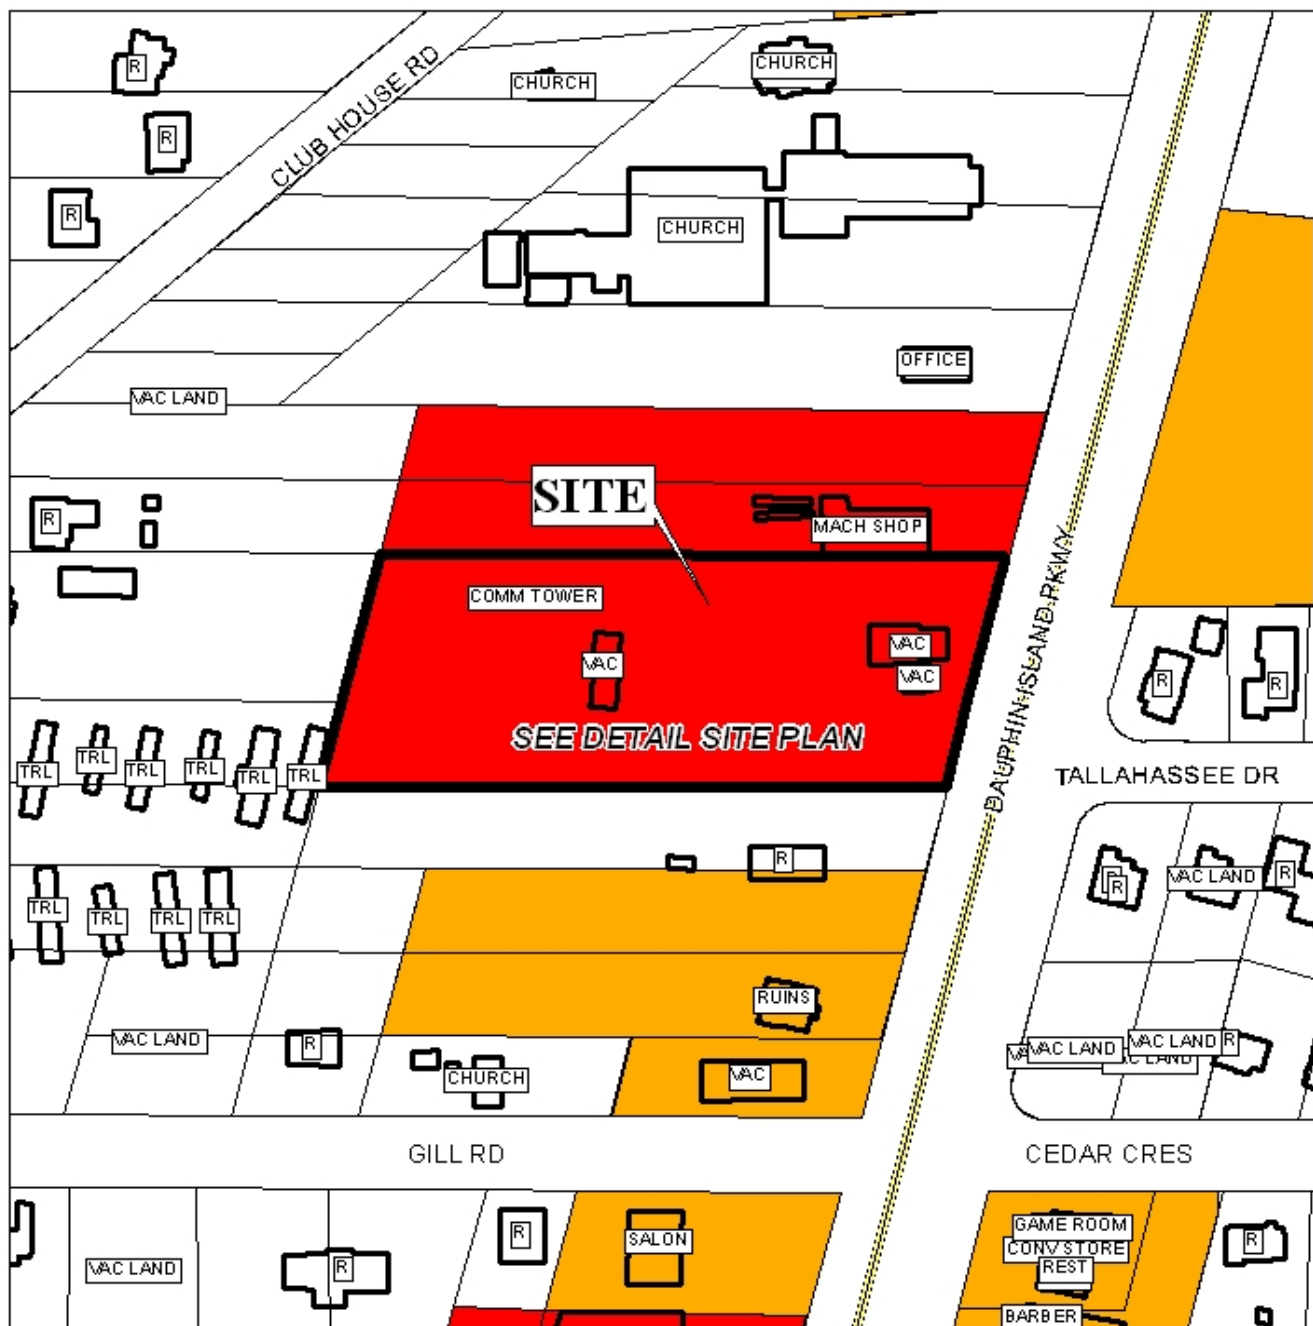 R
CLUB HOUSE RD
CHURCH
CHURCH
R
R
CHURCH
OFFICE
VAC LAND
SITE
R
MACH SHOP
COMM TOWER
VAC
VAC
VAC
SEE DETAIL SITE PLAN
DAUPHIN ISLAND PKWY
R
R
TRL
TRL
TRL
TRL
TRL
TRL
TALLAHASSEE DR
R
R
VAC LAND
R
TRL
TRL
TRL
TRL
RUINS
VAC LAND
R
VAC LAND
VAC LAND
R
CHURCH
VAC
GILL RD
CEDAR CRES
R
SALON
GAME ROOM
CONV STORE
REST
R
VAC LAND
R
BARBER